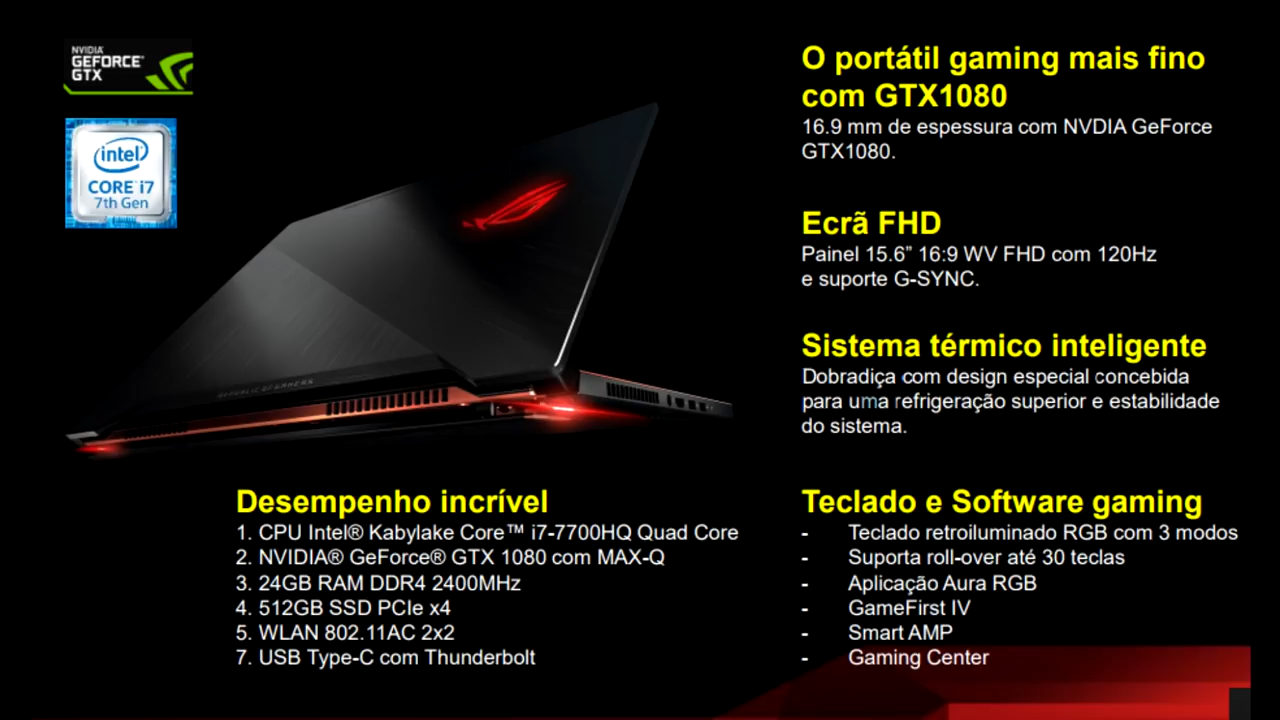 NVIDIA
GEFORCE
GTX
intel
CORE i7
7th Gen
REPUBLIC OF GAMERS
O portátil gaming mais fino
com GTX1080
16.9 mm de espessura com NVDIA GeForce
GTX1080.
Ecrã FHD
Painel 15.6” 16:9 WV FHD com 120Hz
e suporte G-SYNC.
Sistema térmico inteligente
Dobradiça com design especial concebida
para uma refrigeração superior e estabilidade
do sistema.
Desempenho incrível
1. CPU Intel® Kabylake Core™ i7-7700HQ Quad Core
2. NVIDIA® GeForce® GTX 1080 com MAX-Q
3. 24GB RAM DDR4 2400MHz
4. 512GB SSD PCIe x4
5. WLAN 802.11AC 2x2
7. USB Type-C com Thunderbolt
Teclado e Software gaming
- Teclado retroiluminado RGB com 3 modos
- Suporta roll-over até 30 teclas
- Aplicação Aura RGB
- GameFirst IV
- Smart AMP
- Gaming Center